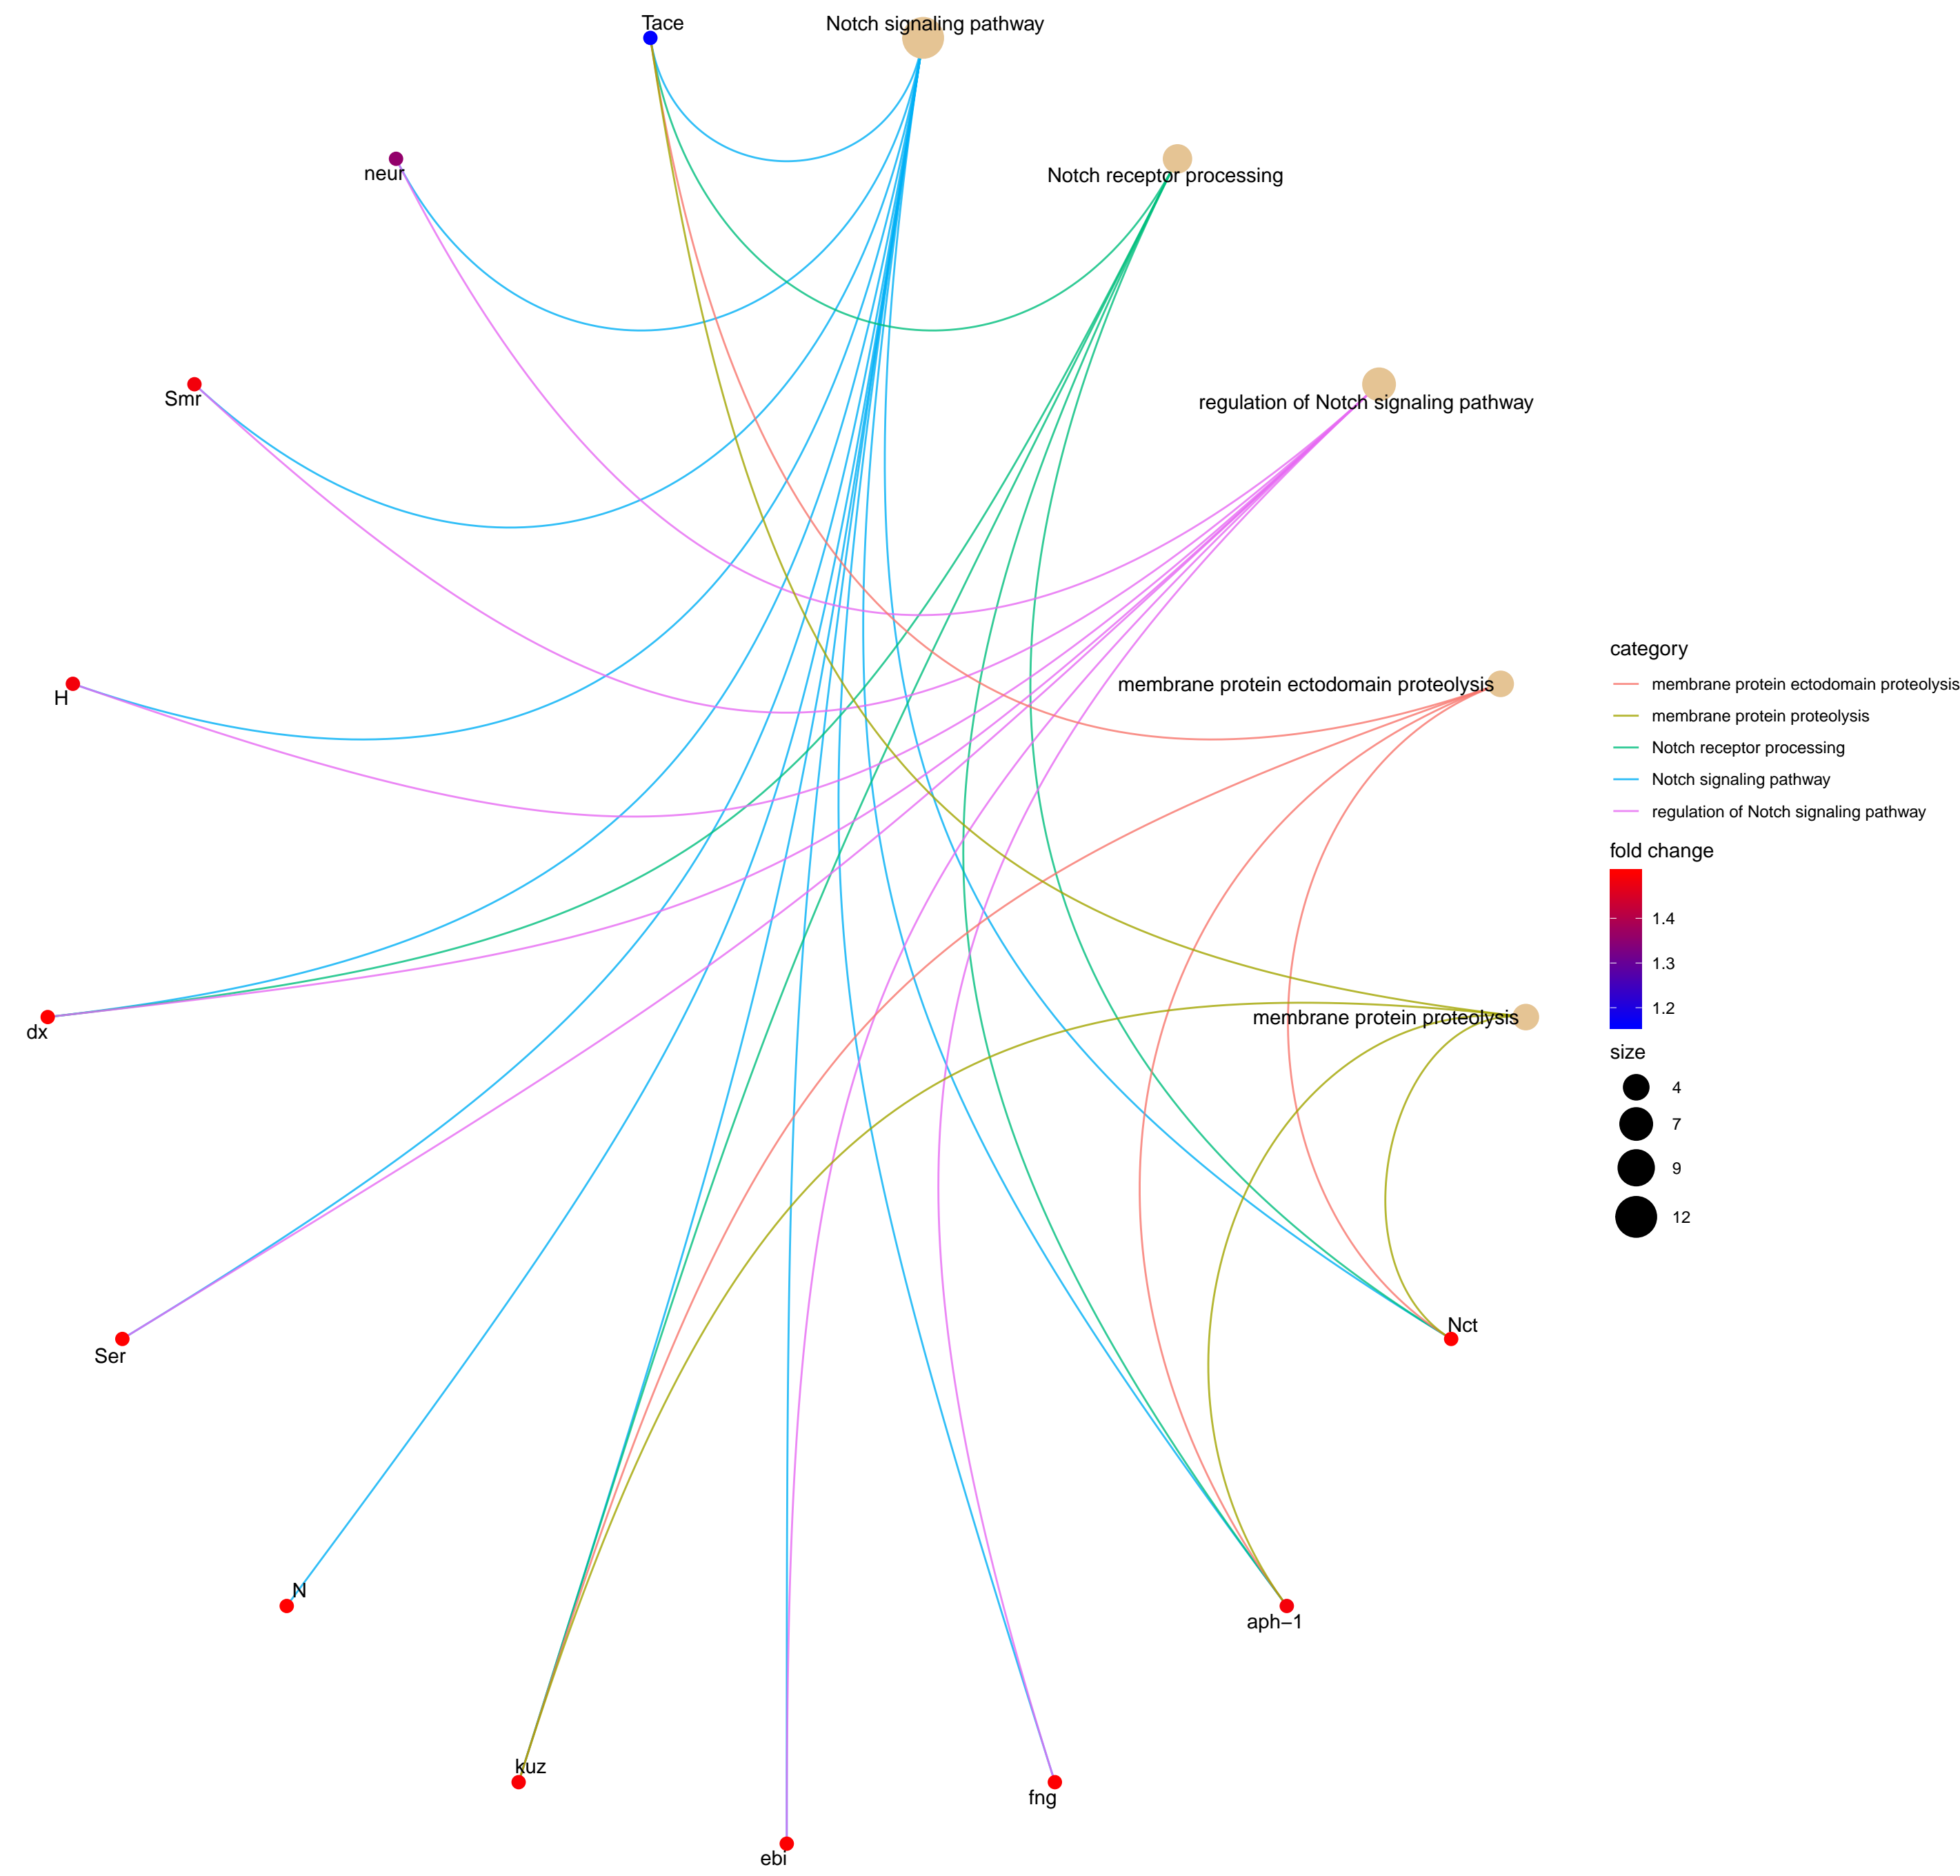 Tace
Notch signaling pathway
neur
Notch receptor processing
Smr
regulation of Notch signaling pathway
H
membrane protein ectodomain proteolysis
dx
membrane protein proteolysis
Ser
Nct
N
aph−1
kuz
fng
ebi
category
membrane protein ectodomain proteolysis
membrane protein proteolysis
Notch receptor processing
Notch signaling pathway
regulation of Notch signaling pathway
fold change
1.4
1.3
1.2
size
4
7
9
12